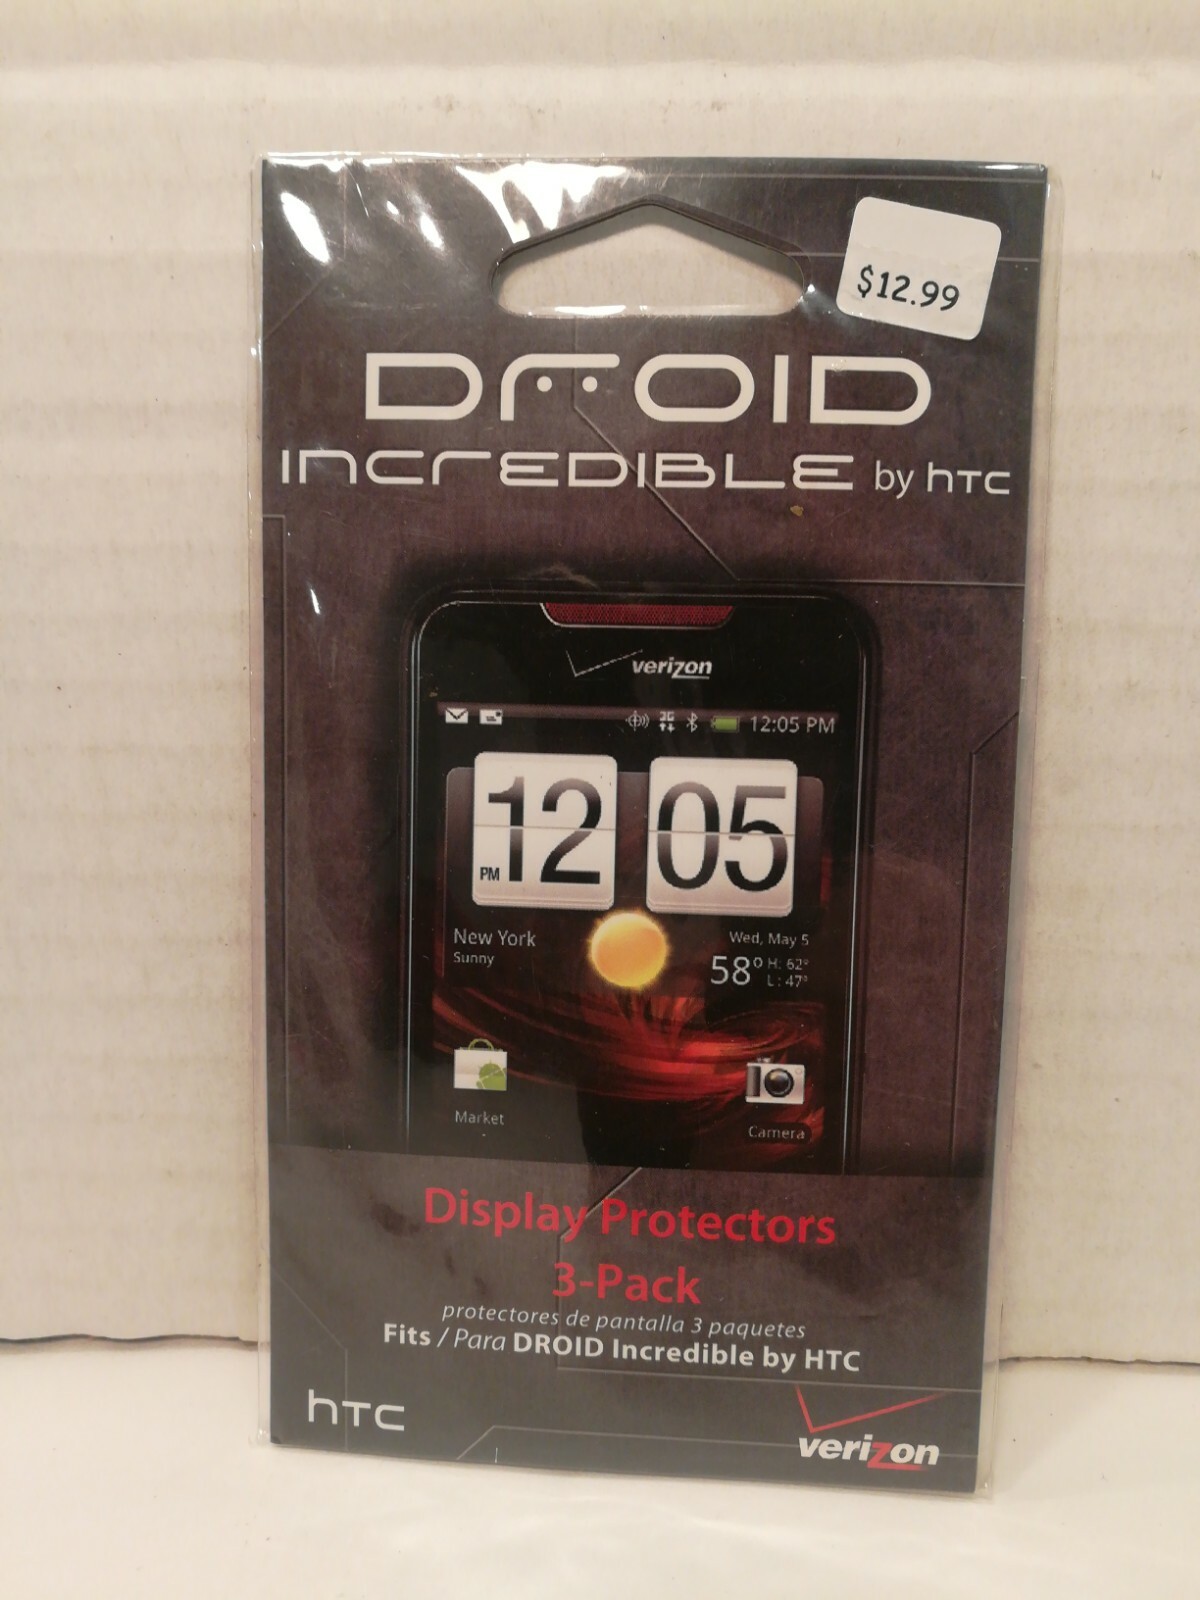 $12.99
DROID
INCREDIBLE by hTC
verizon
3G 12:05 PM
PM 12 05
New York
Sunny
Wed, May 5
58° H: 62°
L: 47°
Market
Camera
Display Protectors
3-Pack
protectores de pantalla 3 paquetes
Fits / Para DROID Incredible by HTC
hTC
verizon